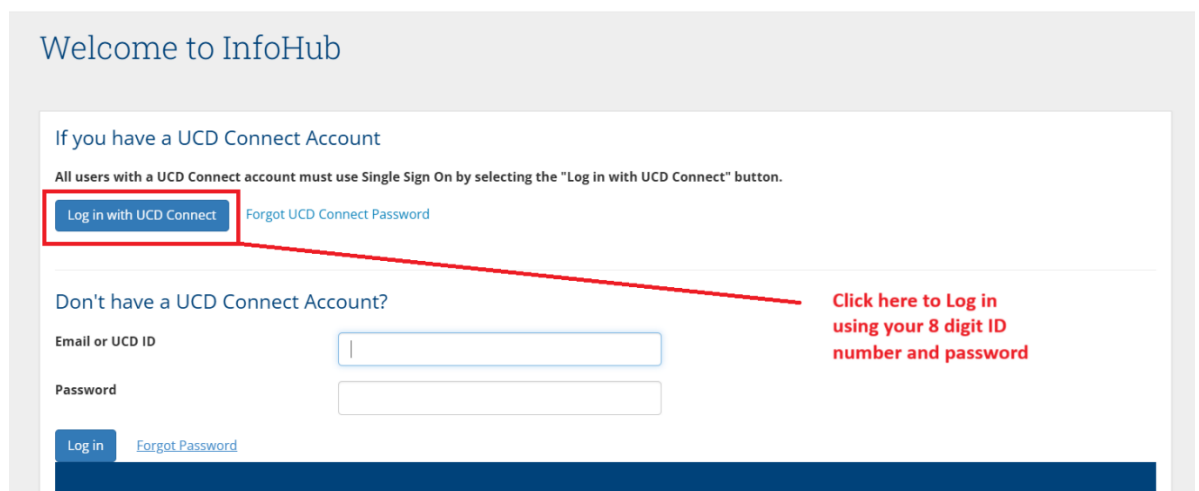 Welcome to InfoHub
If you have a UCD Connect Account
All users with a UCD Connect account must use Single Sign On by selecting the "Log in with UCD Connect" button.
Log in with UCD Connect Forgot UCD Connect Password
Don't have a UCD Connect Account?
Click here to Log in
using your 8 digit ID
number and password
Email or UCD ID
Password
Log in Forgot Password